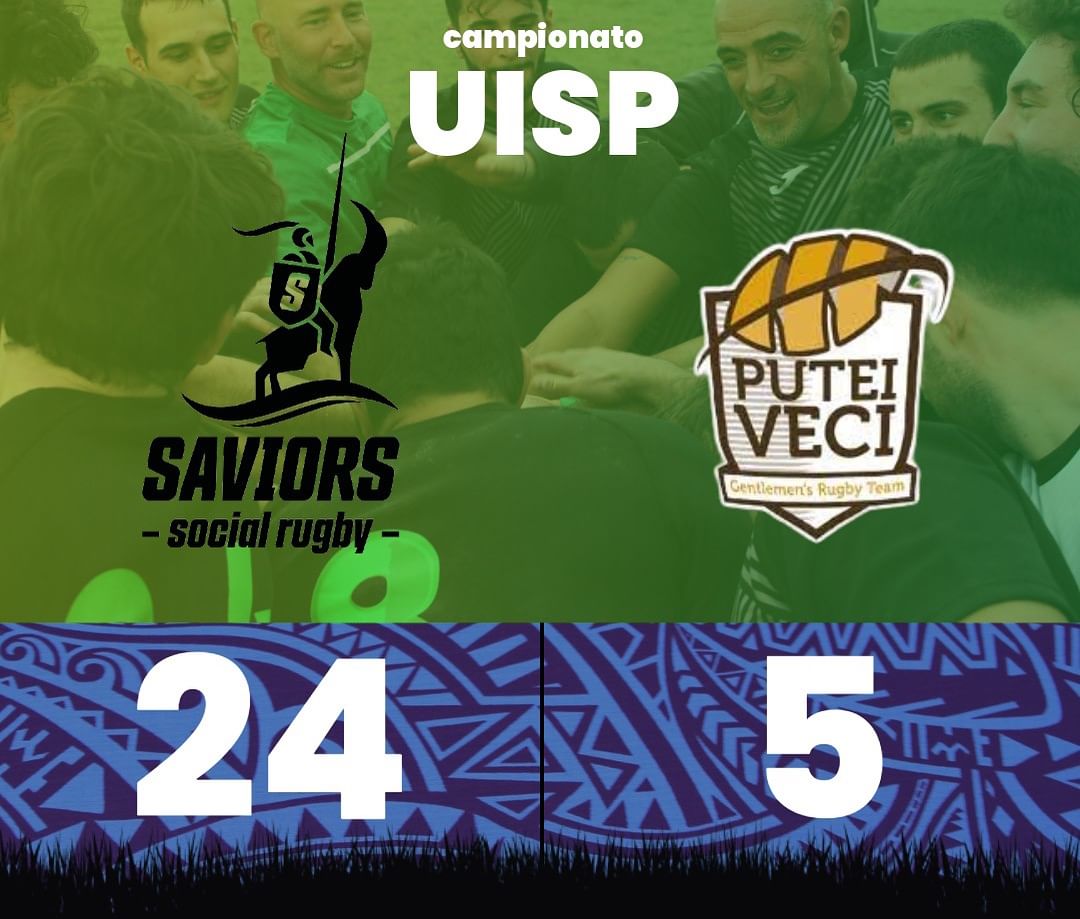 campionato
UISP
S
SAVIORS
- social rugby -
PUTEI
VECI
Gentlemen's Rugby Team
24
5